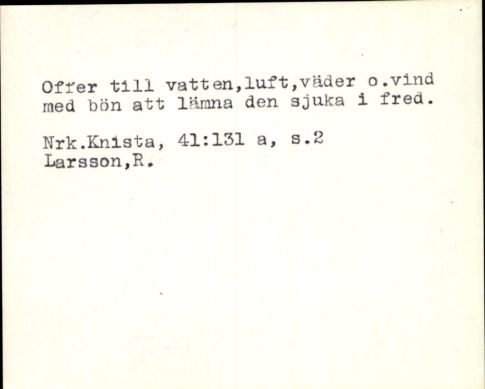 Offer till vatten,luft,väder o.vind
med bön att lämna den sjuka i fred.
Nrk.Knista, 41:131 a, s.2
Larsson,R.